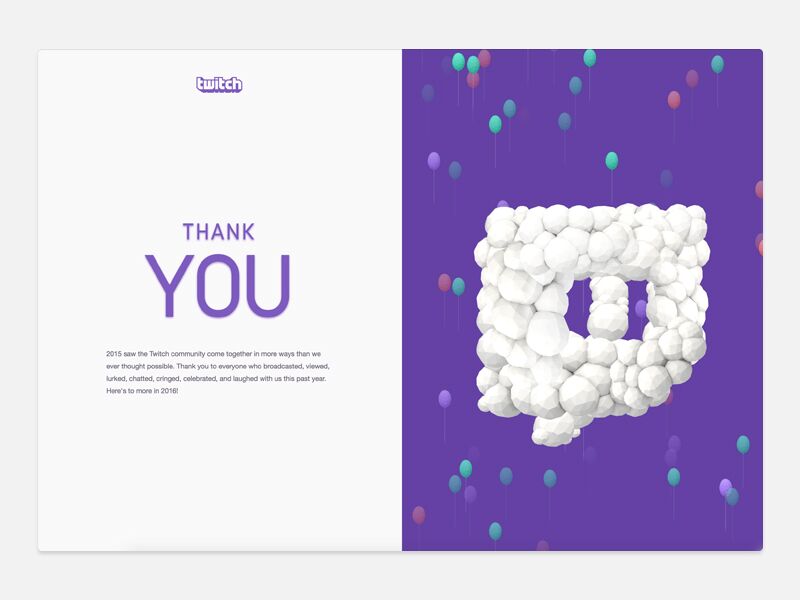 twitch
THANK
YOU
2015 saw the Twitch community come together in more ways than we
ever thought possible. Thank you to everyone who broadcasted, viewed,
lurked, chatted, cringed, celebrated, and laughed with us this past year.
Here's to more in 2016!